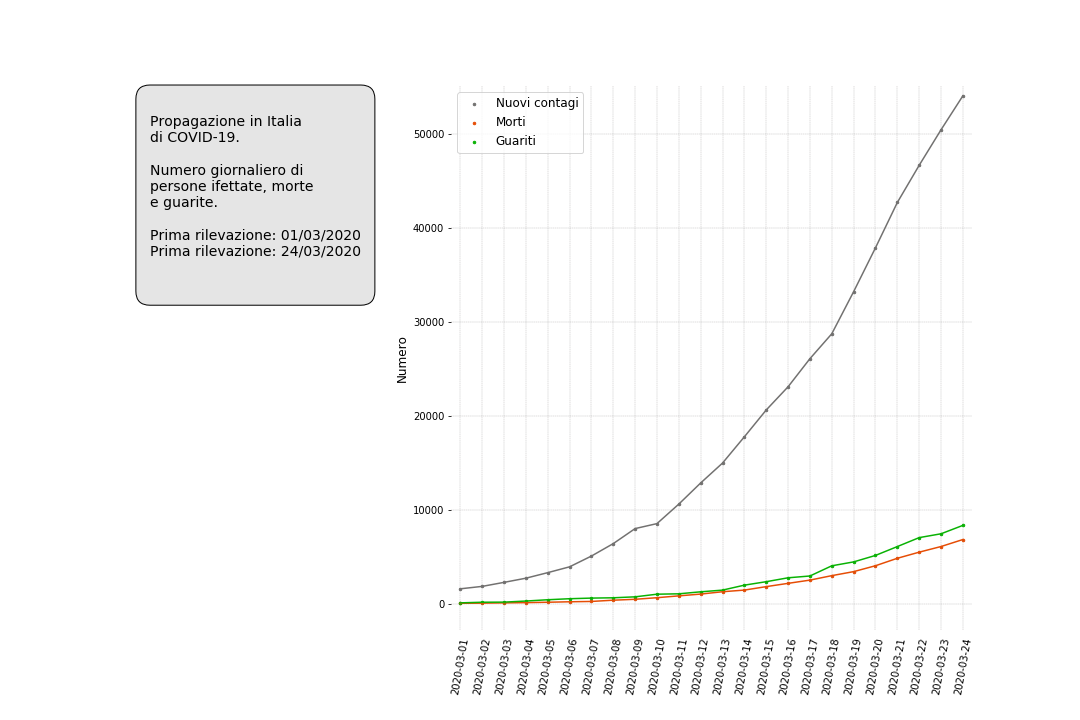 Propagazione in Italia
di COVID-19.
Numero giornaliero di
persone ifettate, morte
e guarite.
Prima rilevazione: 01/03/2020
Prima rilevazione: 24/03/2020
Nuovi contagi
Morti
Guariti
Numero
50000
40000
30000
20000
10000
0
2020-03-01
2020-03-02
2020-03-03
2020-03-04
2020-03-05
2020-03-06
2020-03-07
2020-03-08
2020-03-09
2020-03-10
2020-03-11
2020-03-12
2020-03-13
2020-03-14
2020-03-15
2020-03-16
2020-03-17
2020-03-18
2020-03-19
2020-03-20
2020-03-21
2020-03-22
2020-03-23
2020-03-24